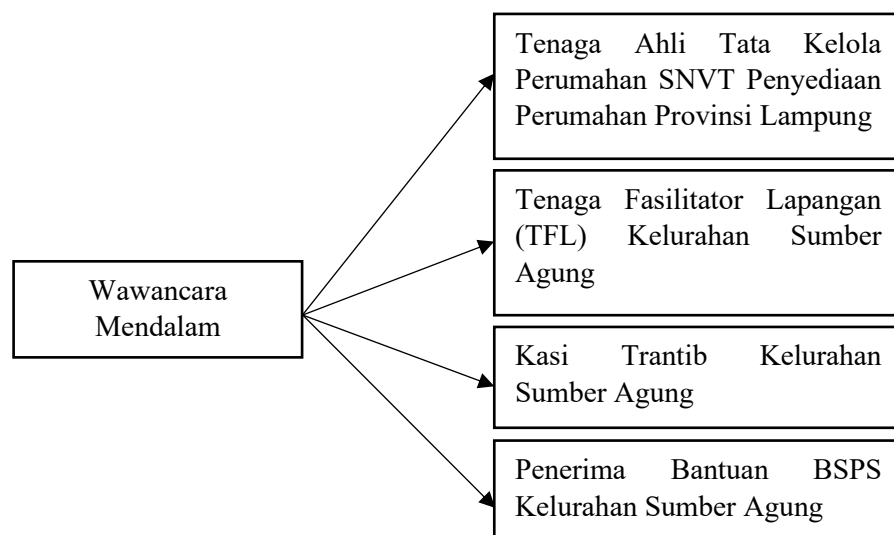 Tenaga Ahli Tata Kelola
Perumahan SNVT Penyediaan
Perumahan Provinsi Lampung
Tenaga Fasilitator Lapangan
(TFL) Kelurahan Sumber
Agung
Wawancara
Mendalam
Kasi Trantib Kelurahan
Sumber Agung
Penerima Bantuan BSPS
Kelurahan Sumber Agung